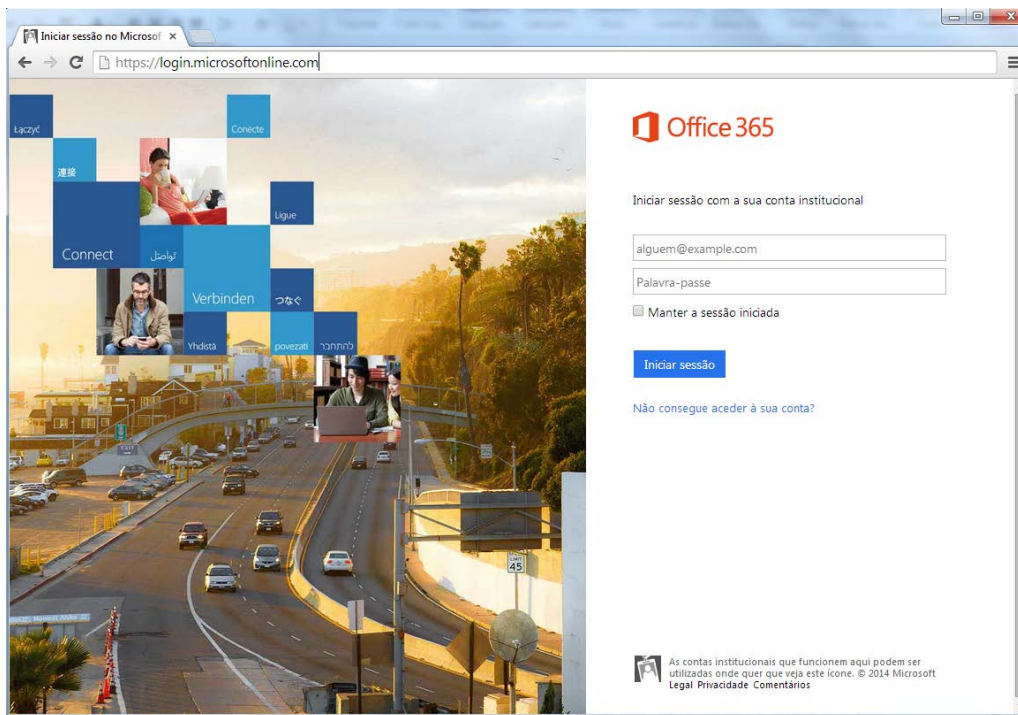 Iniciar sessão no Microsof
https://login.microsoftonline.com
Łączyć
Conecte
連接
Ligue
Connect
تواصَل
Verbinden
つなぐ
Yhdistä
povezati
להתחבר
EXIT
LIMIT
45
Office 365
Iniciar sessão com a sua conta institucional
alguem@example.com
Palavra-passe
Manter a sessão iniciada
Iniciar sessão
Não consegue aceder à sua conta?
As contas institucionais que funcionem aqui podem ser
utilizadas onde quer que veja este ícone. © 2014 Microsoft
Legal Privacidade Comentários